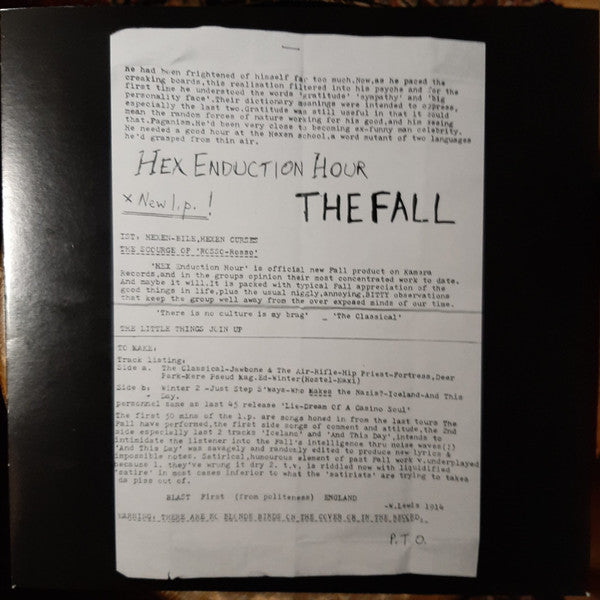 He had been frightened of himself far too much.Now,as he paced the
creaking boards,this realisation filtered into his psyche and for the
first time he understood the words 'gratitude' 'sympathy' and 'big
personality face'.Their dictionary meanings were intended to express,
especially the last two.Gratitude was still useful in that it could
mean the random forces of nature working for his good,and his seeing
that.Paganism.He'd been very close to becoming ex-funny man celebrity.
He needed a good hour at the Hexen school.a word mutant of two languages
he'd grasped from thin air.
HEX ENDUCTION HOUR
x New l.p. !
THE FALL
IST: HEXEN-BILE,HEXEN CURSES
THE SCOURGE OF 'ROSSO-Rosso'
'HEX Enduction Hour' is official new Fall product on Kamara
Records,and in the groups opinion their most concentrated work to date.
And maybe it will.It is packed with typical Fall appreciation of the
good things in life,plus the usual niggly,annoying,BITTY observations
that keep the group well away from the over exposed minds of our time.
'There is no culture is my brag' _ 'The Classical'
THE LITTLE THINGS JOIN UP
TO MAKE:
Track listing:
Side a. The Classical-Jawbone & The Air-Rifle-Hip Priest-Fortress,Deer
Park-Mere Pseud Mag.Ed-Winter(Hostel-Maxi)
Side b: Winter 2 -Just Step S'Ways-Who Makes the Nazis?-Iceland-And This
Day.
personnel same as last 45 release 'Lie-Dream Of A Casino Soul'
The first 50 mins of the l.p. are songs honed in from the last tours The
Fall have performed,the first side songs of comment and attitude,the 2nd
side especially last 2 tracks 'Iceland' and 'And This Day',intends to
intimidate the listener into the Fall's intelligence thru noise waves(!)
'And This Day' was savagely and randomly edited to produce new lyrics &
impossible notes. Satirical,humourous element of past Fall work v.underplayed
because 1. they've wrung it dry 2. t.v. is riddled now with liquidified
'satire' in most cases inferior to what the 'satirists' are trying to take
da piss out of.
BLAST First (from politeness) ENGLAND
-W.Lewis 1914
WARNING: THERE ARE NO BLONDE BIRDS ON THE COVER OR IN THE RECORD.
P.T.O.